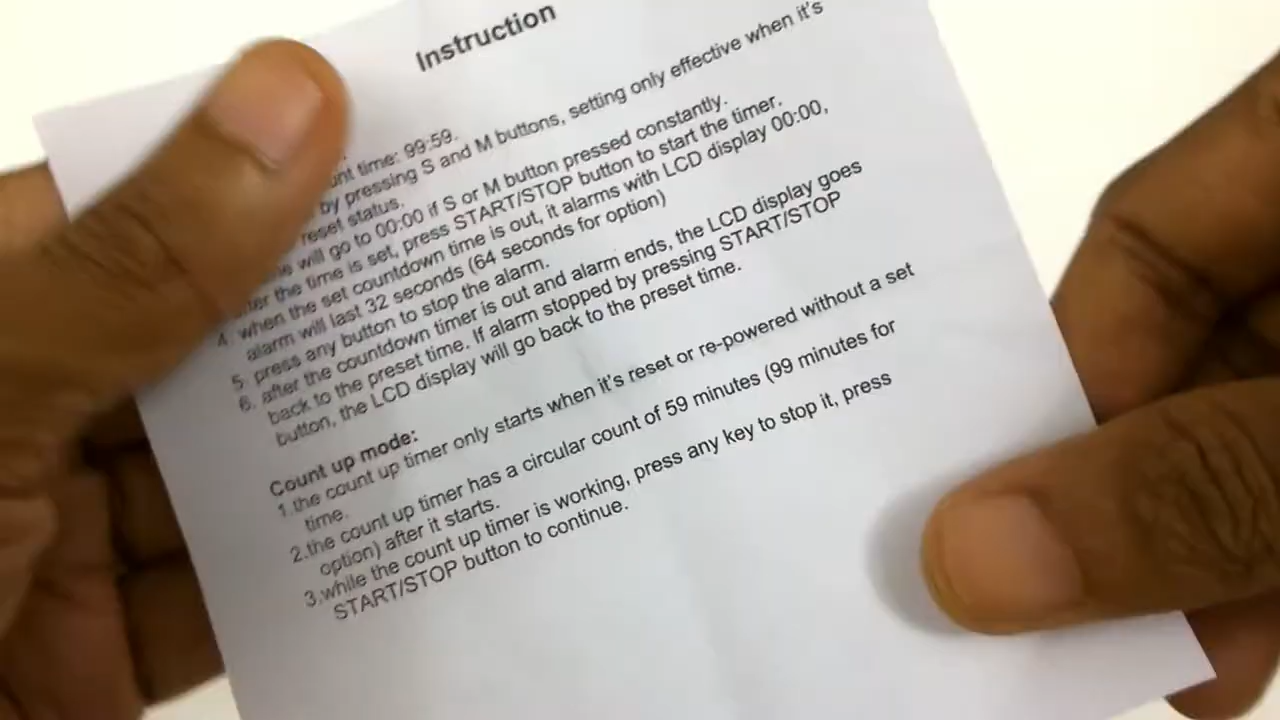 Instruction
unt time: 99:59.
by pressing S and M buttons, setting only effective when it's
reset status.
will go to 00:00 if S or M button pressed constantly.
the time is set, press START/STOP button to start the timer.
4. when the set countdown time is out, it alarms with LCD display 00:00,
alarm will last 32 seconds (64 seconds for option)
5. press any button to stop the alarm.
6. after the countdown timer is out and alarm ends, the LCD display goes
back to the preset time. If alarm stopped by pressing START/STOP
button, the LCD display will go back to the preset time.
Count up mode:
1.the count up timer only starts when it's reset or re-powered without a set
time.
2.the count up timer has a circular count of 59 minutes (99 minutes for
option) after it starts.
3.while the count up timer is working, press any key to stop it, press
START/STOP button to continue.